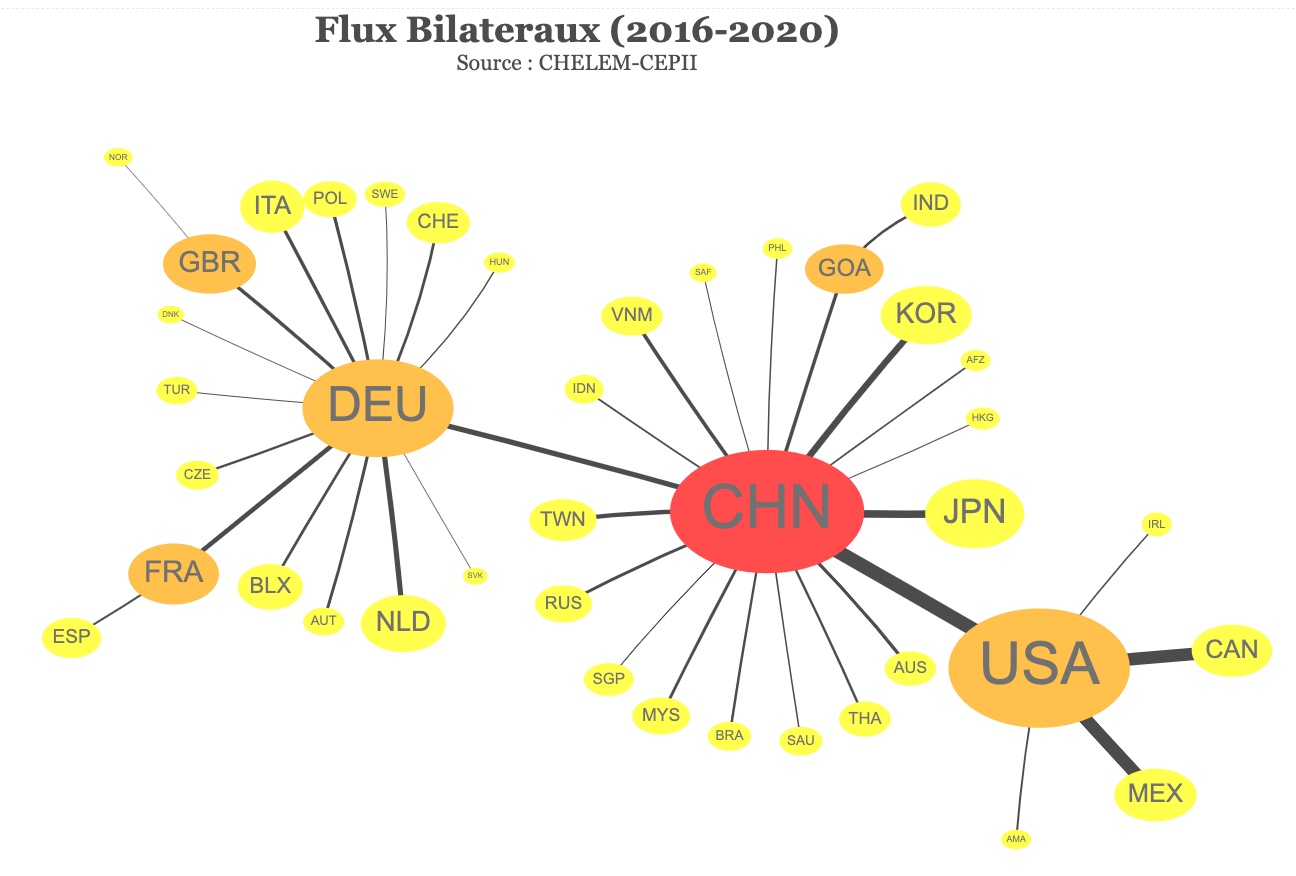 Flux Bilateraux (2016-2020)
Source : CHELEM-CEPII
NOR
ITA
POL
SWE
CHE
GBR
HUN
DNK
TUR
DEU
CZE
FRA
BLX
AUT
NLD
SVK
ESP
IND
PHL
SAF
GOA
VNM
KOR
IDN
AFZ
HKG
CHN
TWN
JPN
RUS
IRL
SGP
MYS
BRA
SAU
THA
AUS
USA
CAN
MEX
AMA